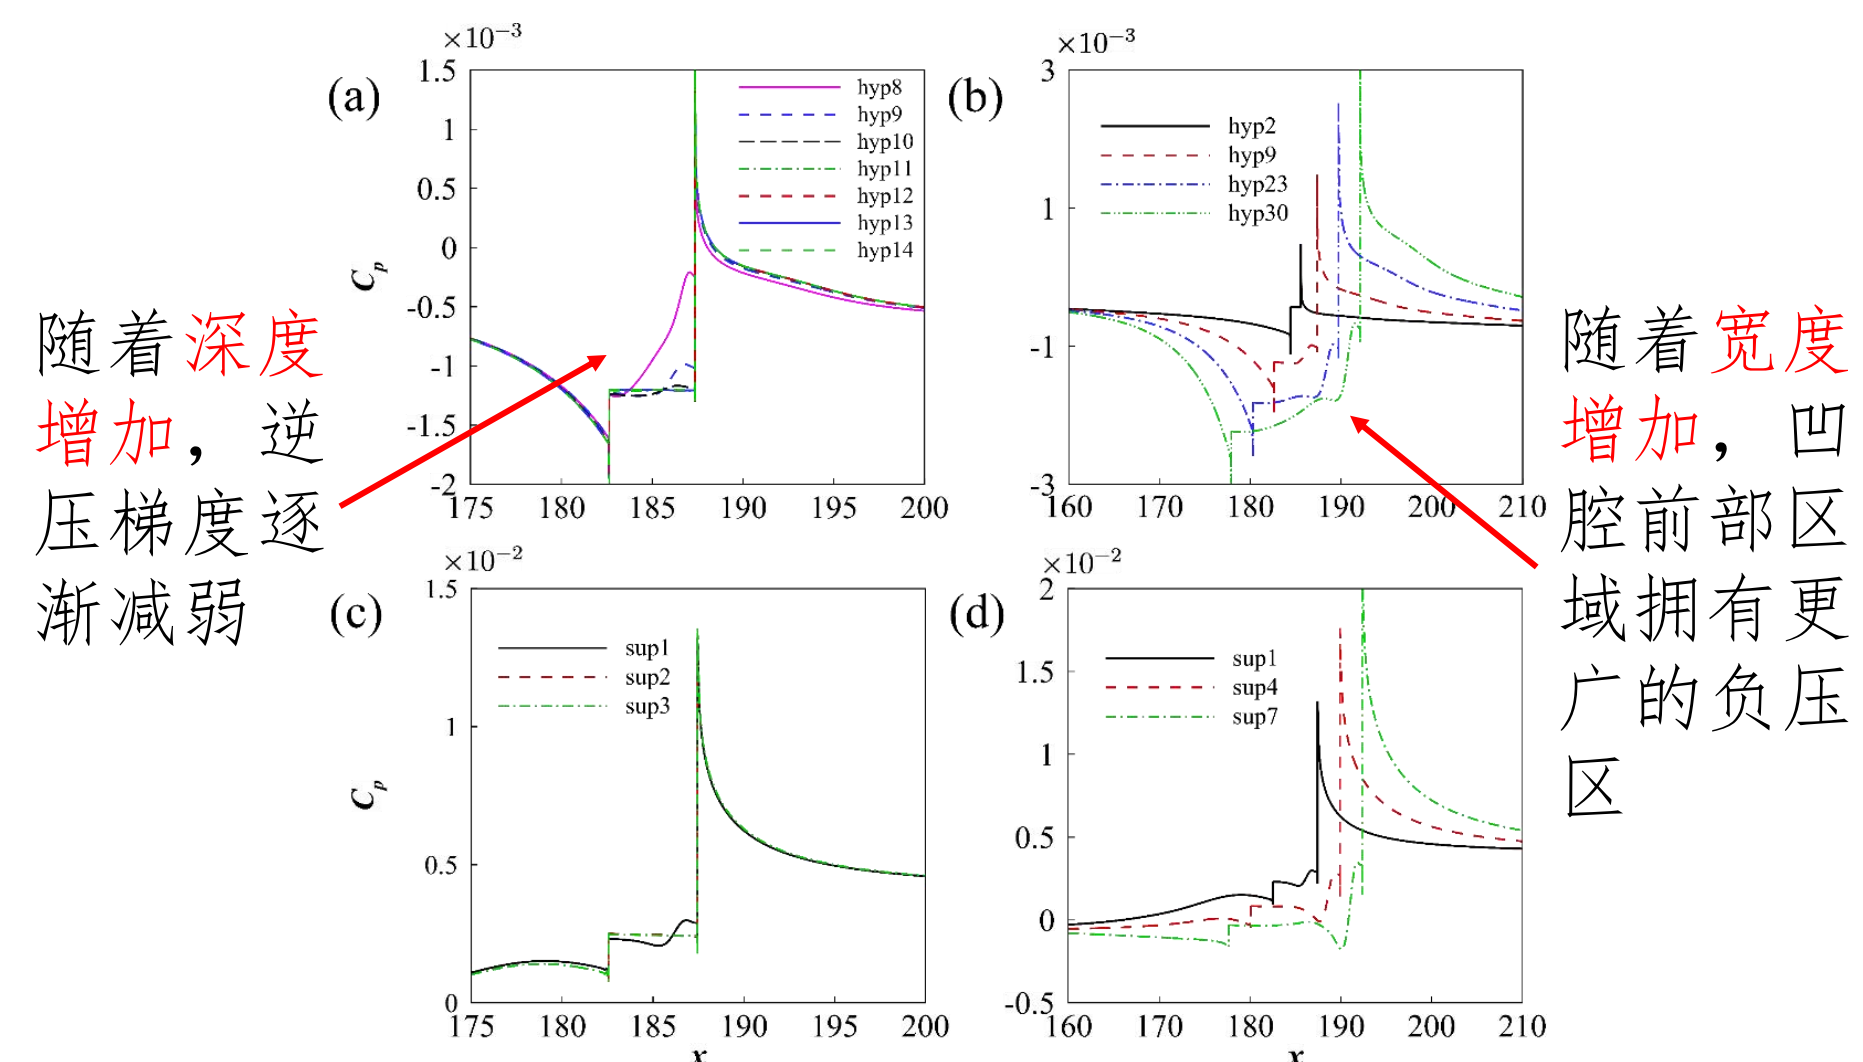 随着深度
增加，逆
压梯度逐
渐减弱
(a)
×10⁻³
1.5
1
0.5
0
-0.5
-1
-1.5
-2
Cp
hyp8
hyp9
hyp10
hyp11
hyp12
hyp13
hyp14
175 180 185 190 195 200
(b)
×10⁻³
3
1
-1
-3
hyp2
hyp9
hyp23
hyp30
160 170 180 190 200 210
(c)
×10⁻²
1.5
1
0.5
0
Cp
sup1
sup2
sup3
175 180 185 190 195 200
x
(d)
×10⁻²
2
1.5
1
0.5
0
-0.5
sup1
sup4
sup7
160 170 180 190 200 210
x
随着宽度
增加，凹
腔前部区
域拥有更
广的负压
区